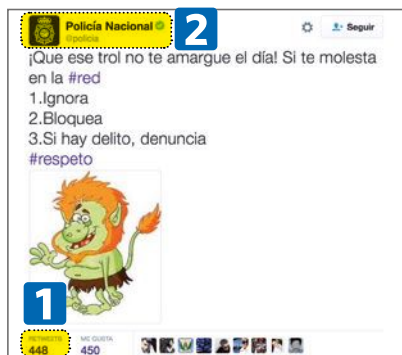 Policía Nacional
2
@policia
Seguir
¡Que ese trol no te amargue el día! Si te molesta
en la #red
1.Ignora
2.Bloquea
3.Si hay delito, denuncia
#respeto
1
RETWEETS
ME GUSTA
448
450